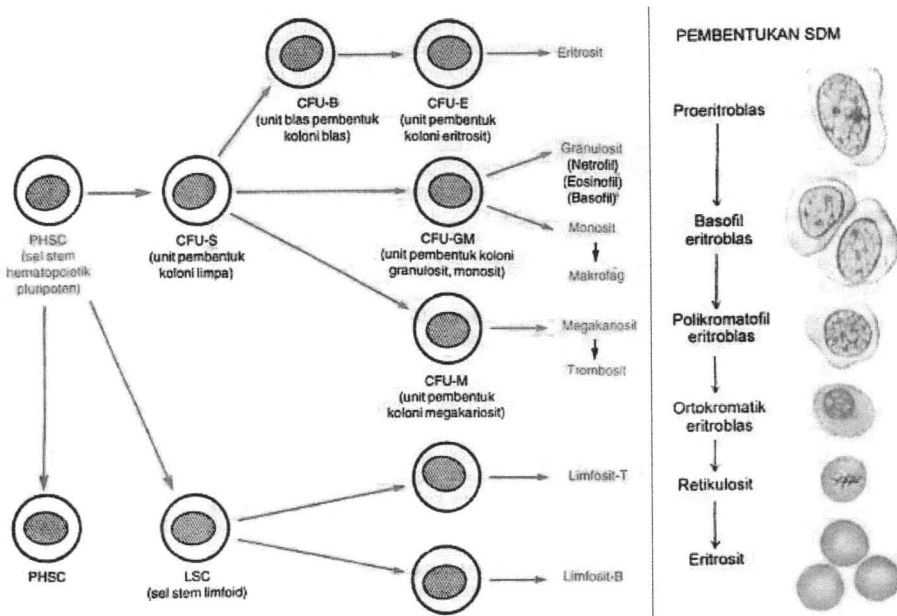 Eritrosit
CFU-B
(unit blas pembentuk
koloni blas)
CFU-E
(unit pembentuk
koloni eritrosit)
PHSC
(sel stem
hematopoietik
pluripoten)
CFU-S
(unit pembentuk
koloni limpa)
CFU-GM
(unit pembentuk koloni
granulosit, monosit)
Granulosit
(Netrofil)
(Eosinofil)
(Basofil)
Monosit
Makrofag
CFU-M
(unit pembentuk
koloni megakariosit)
Megakariosit
Trombosit
PHSC
LSC
(sel stem limfoid)
Limfosit-T
Limfosit-B
PEMBENTUKAN SDM
Proeritroblas
Basofil
eritroblas
Polikromatofil
eritroblas
Ortokromatik
eritroblas
Retikulosit
Eritrosit